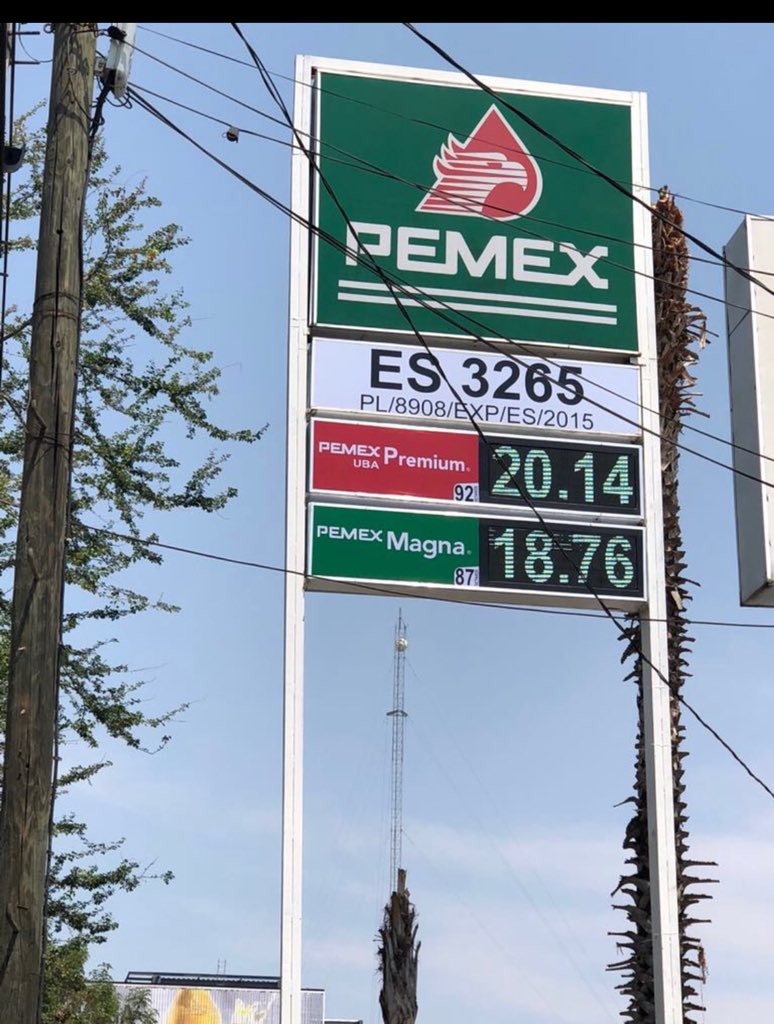 PEMEX
ES 3265
PL/8908/EXP/ES/2015
PEMEX Premium
UBA
92
20.14
PEMEX Magna
87
18.76